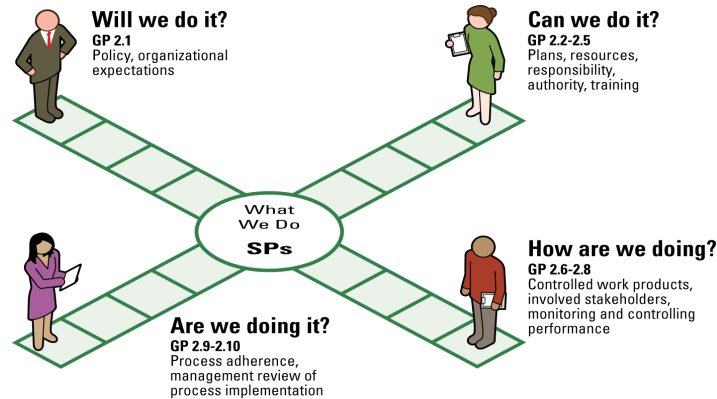 Will we do it?
GP 2.1
Policy, organizational
expectations
Can we do it?
GP 2.2-2.5
Plans, resources,
responsibility,
authority, training
What
We Do
SPs
How are we doing?
GP 2.6-2.8
Controlled work products,
involved stakeholders,
monitoring and controlling
performance
Are we doing it?
GP 2.9-2.10
Process adherence,
management review of
process implementation